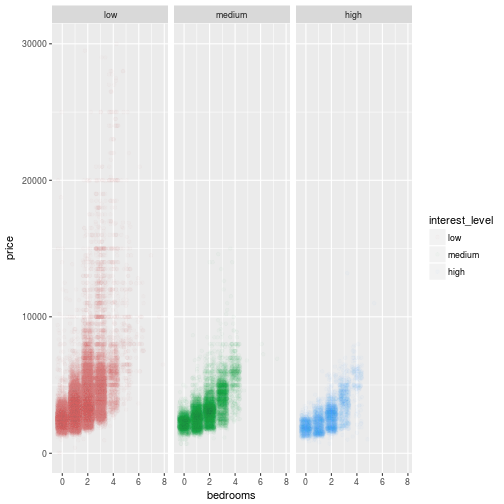 low medium high
30000
20000
10000
0
price
0 2 4 6 8 0 2 4 6 8 0 2 4 6 8
bedrooms
interest_level
low
medium
high